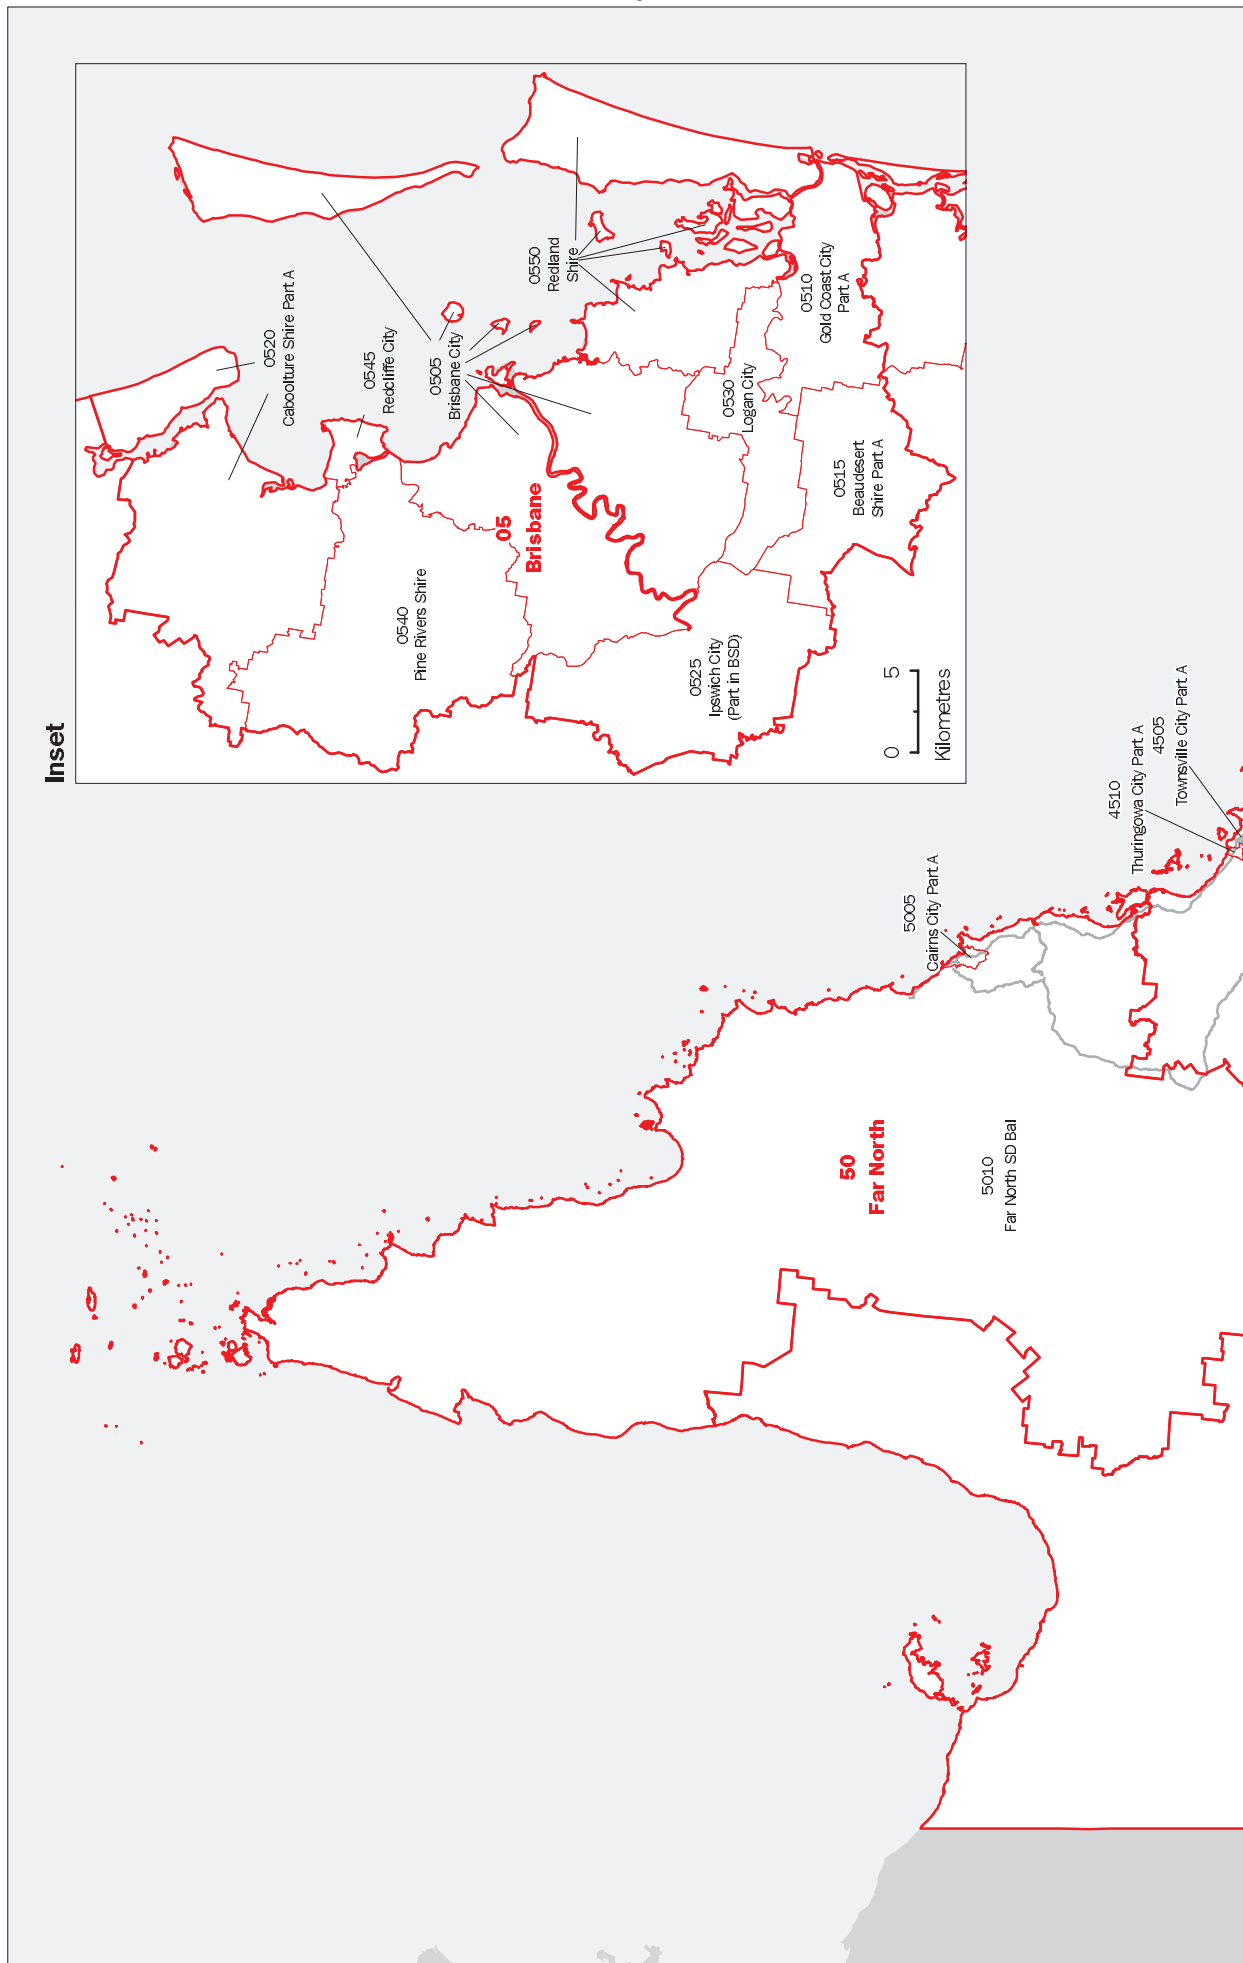 Inset
0520
Caboolture Shire Part A
0545
Redcliffe City
0505
Brisbane City
0550
Redland
Shire
05
Brisbane
0540
Pine Rivers Shire
0510
Gold Coast City
Part A
0530
Logan City
0515
Beaudesert
Shire Part A
0525
Ipswich City
(Part in BSD)
0 5
Kilometres
4510
Thuringowa City Part A
4505
Townsville City Part A
5005
Cairns City Part A
50
Far North
5010
Far North SD Bal